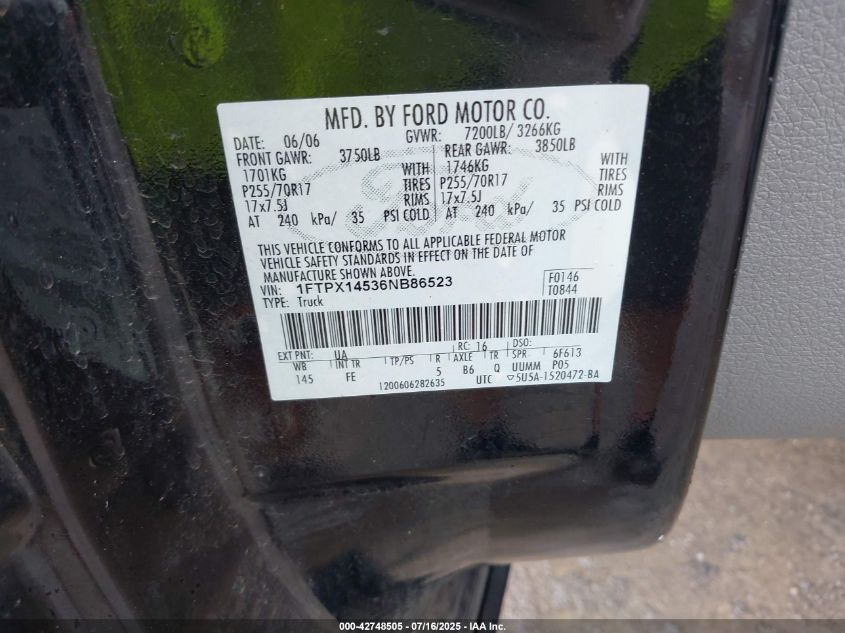 MFD. BY FORD MOTOR CO.
DATE: 06/06 GVWR: 7200LB/ 3266KG
FRONT GAWR: 3750LB REAR GAWR: 3850LB
1701KG WITH 1746KG WITH
P255/70R17 TIRES P255/70R17 TIRES
17x7.5J RIMS 17x7.5J RIMS
AT 240 kPa/ 35 PSI COLD AT 240 kPa/ 35 PSI COLD
Ford
THIS VEHICLE CONFORMS TO ALL APPLICABLE FEDERAL MOTOR
VEHICLE SAFETY STANDARDS IN EFFECT ON THE DATE OF
MANUFACTURE SHOWN ABOVE.
VIN: 1FTPX14536NB86523 F0146
TYPE: Truck T0844
EXT PNT: UA RC: 16 DSO:
WB INT TR TP/PS R AXLE TR SPR 6F613
145 FE 5 B6 Q UUMM P05
1200606282635 UTC ▽5U5A-1520472-BA
000-42748505 - 07/16/2025 - IAA Inc.